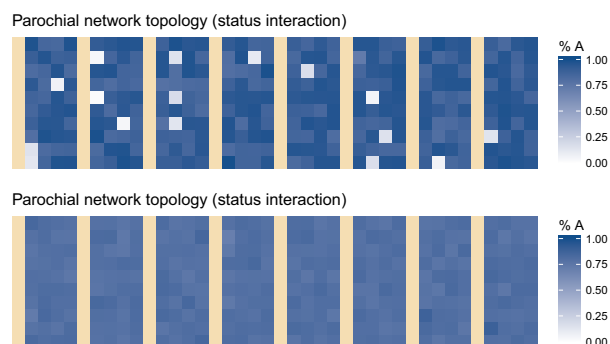 Parochial network topology (status interaction)
% A
1.00
0.75
0.50
0.25
0.00
Parochial network topology (status interaction)
% A
1.00
0.75
0.50
0.25
0.00